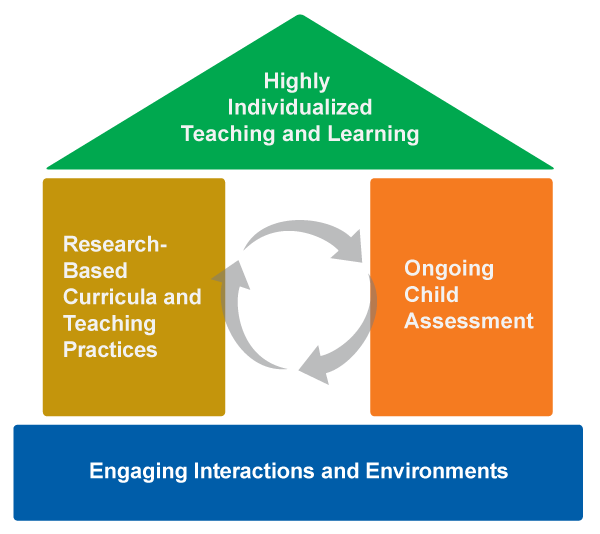 Highly
Individualized
Teaching and Learning
Research-
Based
Curricula and
Teaching
Practices
Ongoing
Child
Assessment
Engaging Interactions and Environments